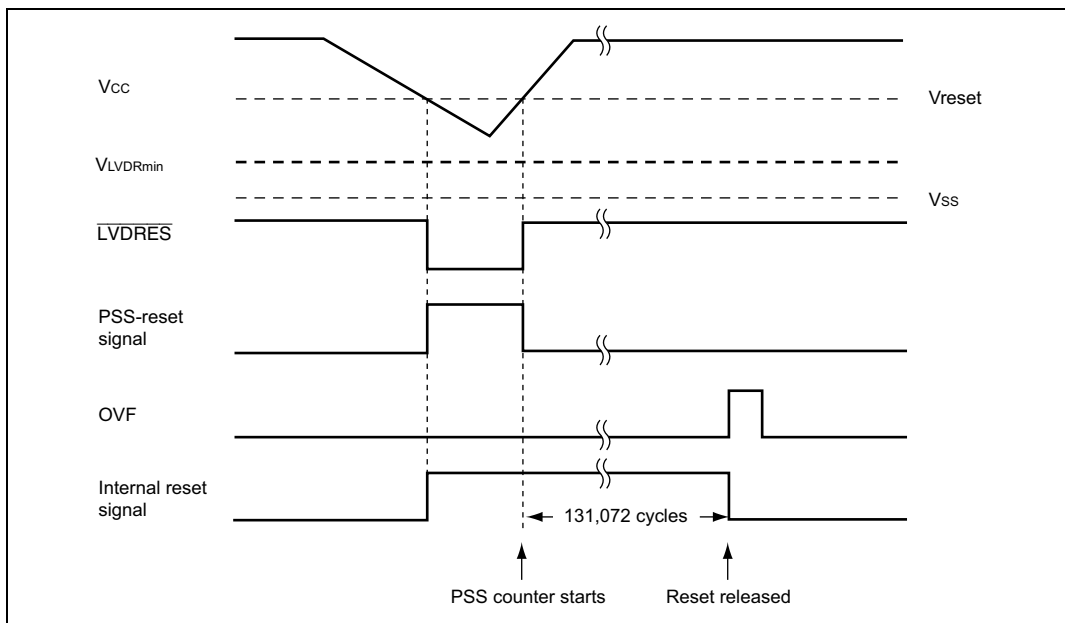 Vcc
Vreset
VLVDRmin
Vss
LVDRES
PSS-reset
signal
OVF
Internal reset
signal
131,072 cycles
PSS counter starts
Reset released